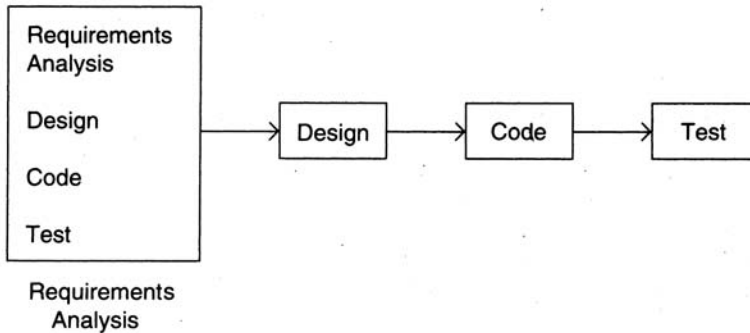 Requirements
Analysis
Design
Code
Test
Design
Code
Test
Requirements
Analysis